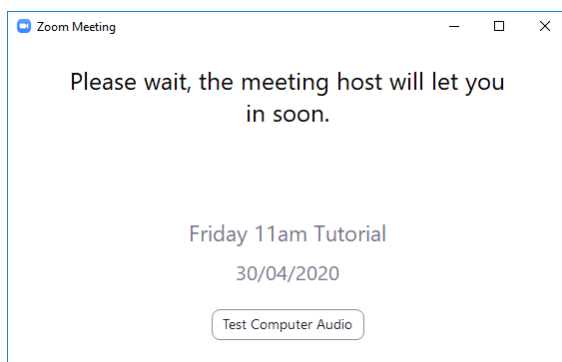 Zoom Meeting
Please wait, the meeting host will let you
in soon.
Friday 11am Tutorial
30/04/2020
Test Computer Audio